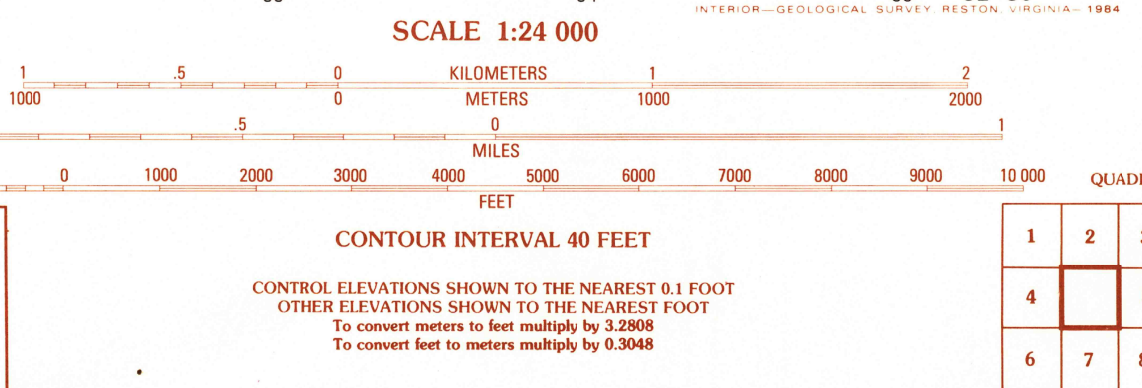 INTERIOR—GEOLOGICAL SURVEY, RESTON, VIRGINIA—1984
SCALE 1:24 000
1 .5 0 KILOMETERS 1 2
1000 0 METERS 1000 2000
.5 0 1
MILES
0 1000 2000 3000 4000 5000 6000 7000 8000 9000 10 000
FEET
QUAD
CONTOUR INTERVAL 40 FEET
CONTROL ELEVATIONS SHOWN TO THE NEAREST 0.1 FOOT
OTHER ELEVATIONS SHOWN TO THE NEAREST FOOT
To convert meters to feet multiply by 3.2808
To convert feet to meters multiply by 0.3048
1 2
4
6 7